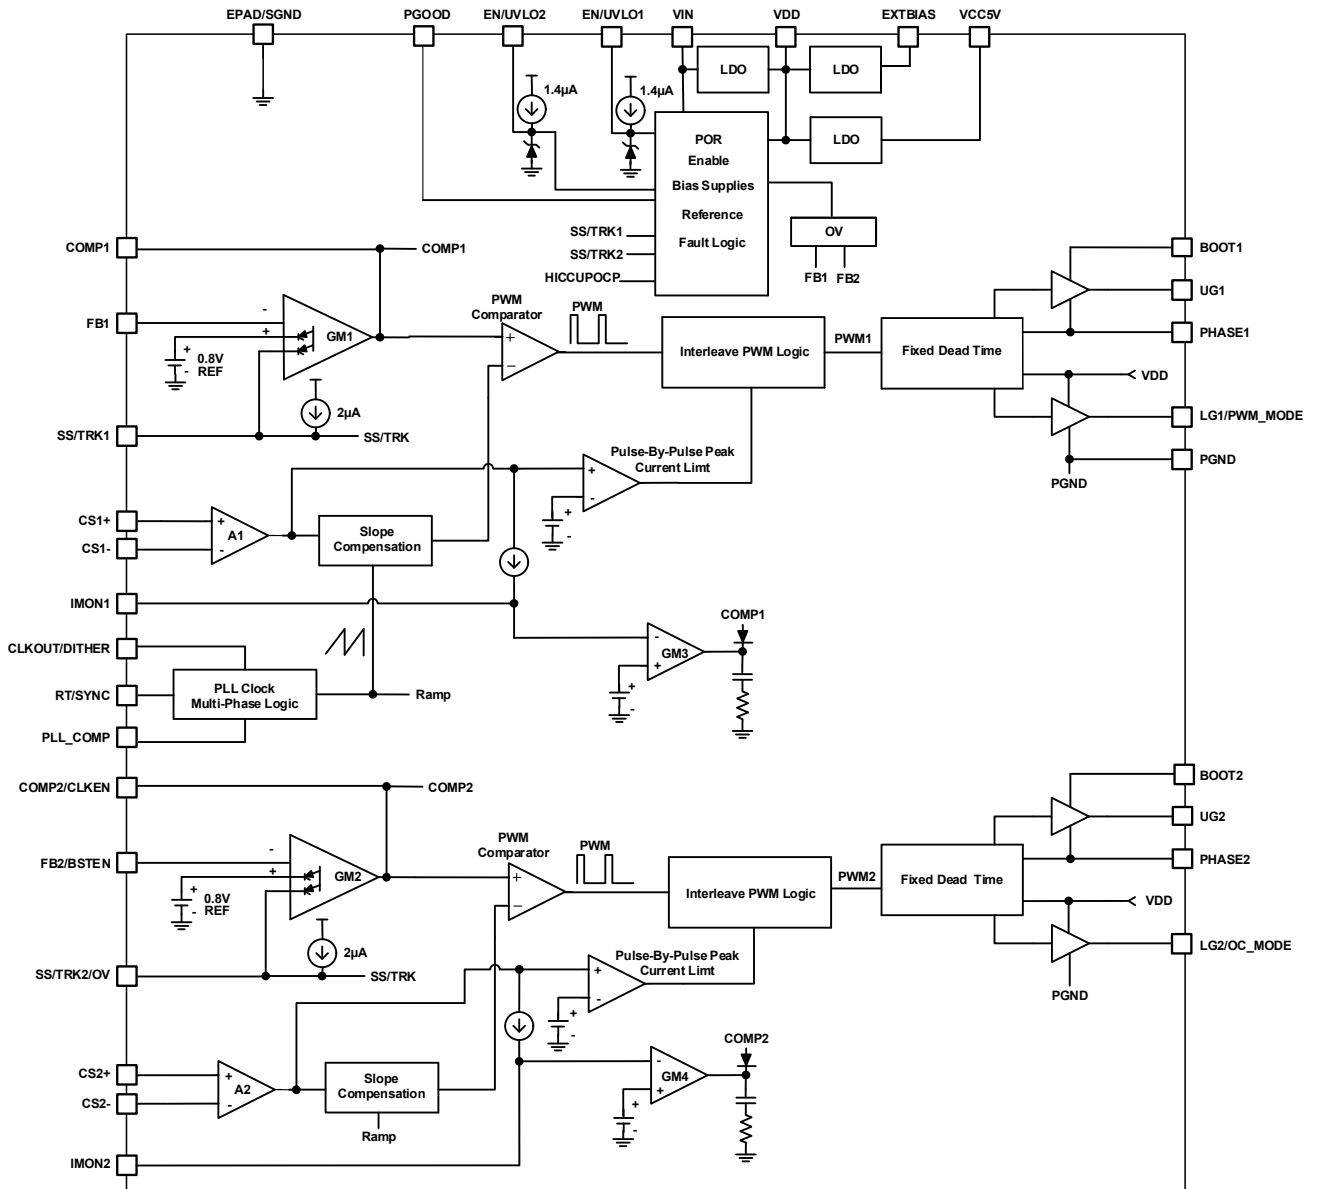 EPAD/SGND
PGOOD
EN/UVLO2
EN/UVLO1
VIN
VDD
EXTBIAS
VCC5V
1.4µA
1.4µA
LDO
LDO
LDO
POR
Enable
Bias Supplies
Reference
Fault Logic
SS/TRK1
SS/TRK2
HICCUPOCP
OV
FB1
FB2
COMP1
COMP1
FB1
-
+
GM1
+
-
0.8V
REF
2µA
SS/TRK1
SS/TRK
PWM
Comparator
+
−
PWM
Interleave PWM Logic
PWM1
Fixed Dead Time
BOOT1
UG1
PHASE1
VDD
LG1/PWM_MODE
PGND
PGND
Pulse-By-Pulse Peak
Current Limt
+
-
+
-
CS1+
CS1-
+
-
A1
Slope
Compensation
IMON1
COMP1
-
+
GM3
+
-
CLKOUT/DITHER
RT/SYNC
PLL_COMP
PLL Clock
Multi-Phase Logic
Ramp
COMP2/CLKEN
COMP2
FB2/BSTEN
-
+
GM2
+
-
0.8V
REF
2µA
SS/TRK2/OV
SS/TRK
PWM
Comparator
+
−
PWM
Interleave PWM Logic
PWM2
Fixed Dead Time
BOOT2
UG2
PHASE2
VDD
LG2/OC_MODE
PGND
Pulse-By-Pulse Peak
Current Limt
+
-
+
-
CS2+
CS2-
+
-
A2
Slope
Compensation
Ramp
COMP2
-
+
GM4
+
-
IMON2